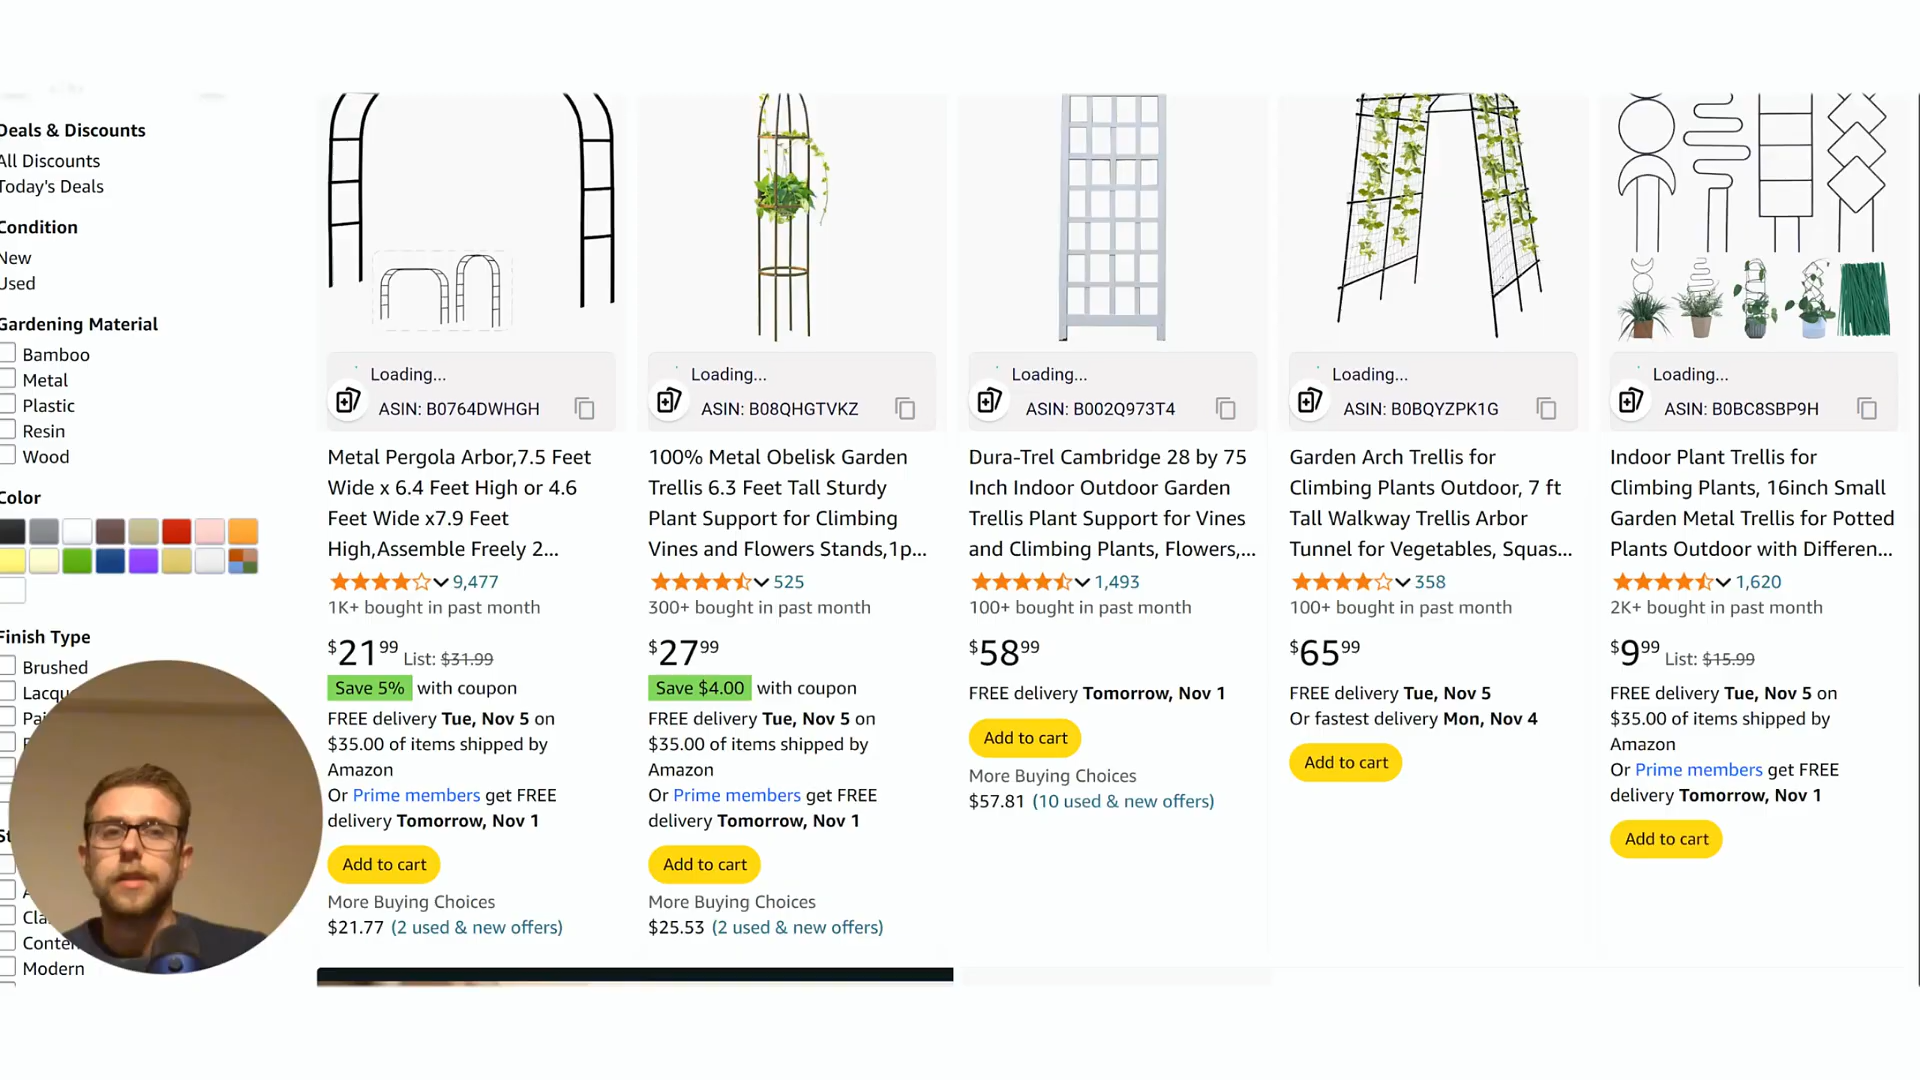 Deals & Discounts
All Discounts
Today's Deals
Condition
New
Used
Gardening Material
Bamboo
Metal
Plastic
Resin
Wood
Color
Finish Type
Brushed
Lacqu
Pai
Cla
Conte
Modern
Loading...
ASIN: B0764DWHGH
Metal Pergola Arbor,7.5 Feet
Wide x 6.4 Feet High or 4.6
Feet Wide x7.9 Feet
High,Assemble Freely 2...
9,477
1K+ bought in past month
$21.99 List: $31.99
Save 5% with coupon
FREE delivery Tue, Nov 5 on
$35.00 of items shipped by
Amazon
Or Prime members get FREE
delivery Tomorrow, Nov 1
Add to cart
More Buying Choices
$21.77 (2 used & new offers)
Loading...
ASIN: B08QHGTVKZ
100% Metal Obelisk Garden
Trellis 6.3 Feet Tall Sturdy
Plant Support for Climbing
Vines and Flowers Stands,1p...
525
300+ bought in past month
$27.99
Save $4.00 with coupon
FREE delivery Tue, Nov 5 on
$35.00 of items shipped by
Amazon
Or Prime members get FREE
delivery Tomorrow, Nov 1
Add to cart
More Buying Choices
$25.53 (2 used & new offers)
Loading...
ASIN: B002Q973T4
Dura-Trel Cambridge 28 by 75
Inch Indoor Outdoor Garden
Trellis Plant Support for Vines
and Climbing Plants, Flowers,...
1,493
100+ bought in past month
$58.99
FREE delivery Tomorrow, Nov 1
Add to cart
More Buying Choices
$57.81 (10 used & new offers)
Loading...
ASIN: B0BQYZPK1G
Garden Arch Trellis for
Climbing Plants Outdoor, 7 ft
Tall Walkway Trellis Arbor
Tunnel for Vegetables, Squas...
358
100+ bought in past month
$65.99
FREE delivery Tue, Nov 5
Or fastest delivery Mon, Nov 4
Add to cart
Loading...
ASIN: B0BC8SBP9H
Indoor Plant Trellis for
Climbing Plants, 16inch Small
Garden Metal Trellis for Potted
Plants Outdoor with Differen...
1,620
2K+ bought in past month
$9.99 List: $15.99
FREE delivery Tue, Nov 5 on
$35.00 of items shipped by
Amazon
Or Prime members get FREE
delivery Tomorrow, Nov 1
Add to cart